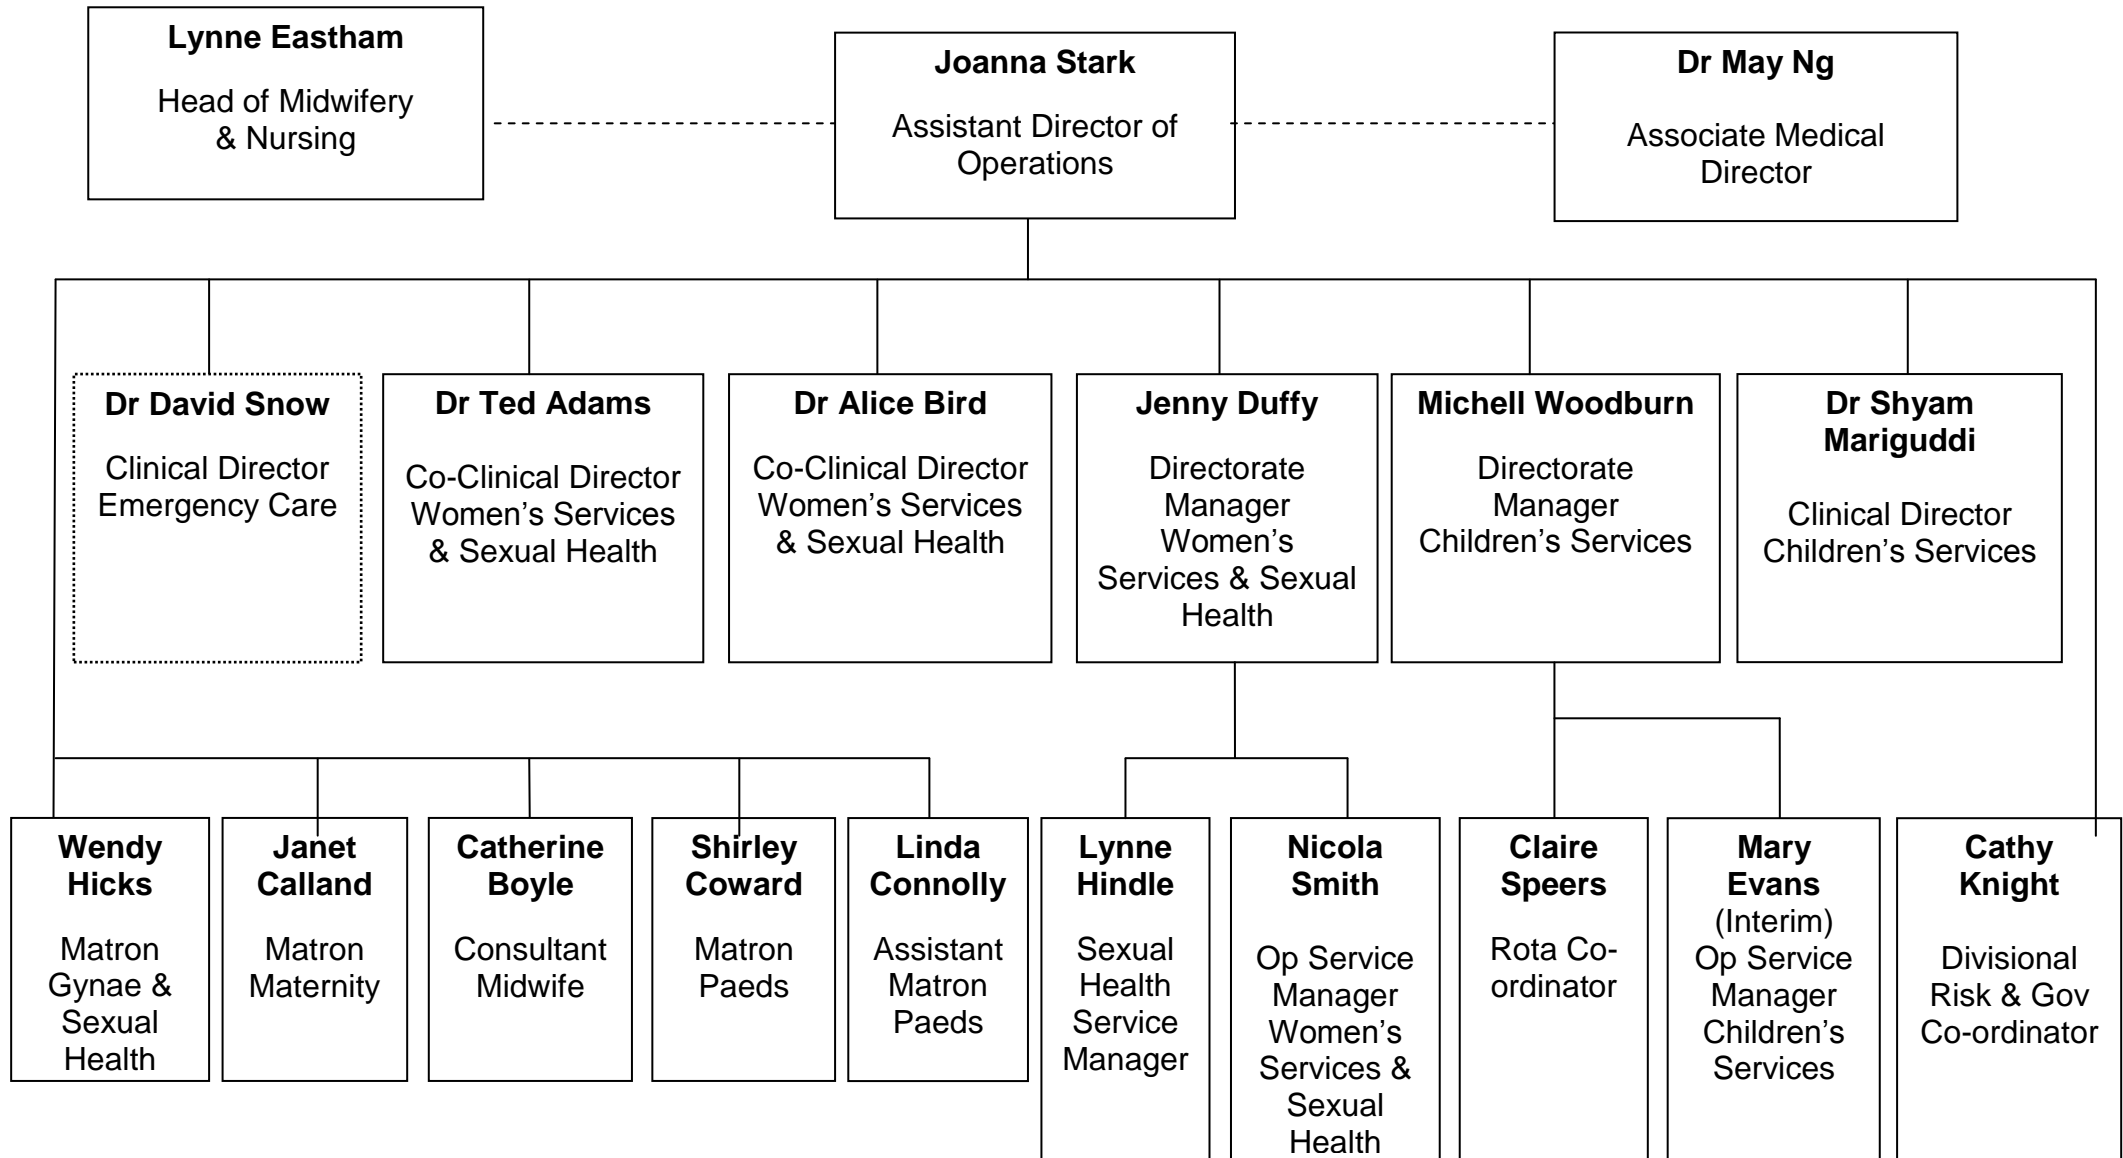 Lynne Eastham
Head of Midwifery
& Nursing
Joanna Stark
Assistant Director of
Operations
Dr May Ng
Associate Medical
Director
Dr David Snow
Clinical Director
Emergency Care
Dr Ted Adams
Co-Clinical Director
Women’s Services
& Sexual Health
Dr Alice Bird
Co-Clinical Director
Women’s Services
& Sexual Health
Jenny Duffy
Directorate
Manager
Women’s
Services & Sexual
Health
Michell Woodburn
Directorate
Manager
Children’s Services
Dr Shyam
Mariguddi
Clinical Director
Children’s Services
Wendy
Hicks
Matron
Gynae &
Sexual
Health
Janet
Calland
Matron
Maternity
Catherine
Boyle
Consultant
Midwife
Shirley
Coward
Matron
Paeds
Linda
Connolly
Assistant
Matron
Paeds
Lynne
Hindle
Sexual
Health
Service
Manager
Nicola
Smith
Op Service
Manager
Women’s
Services &
Sexual
Health
Claire
Speers
Rota Co-
ordinator
Mary
Evans
(Interim)
Op Service
Manager
Children’s
Services
Cathy
Knight
Divisional
Risk & Gov
Co-ordinator